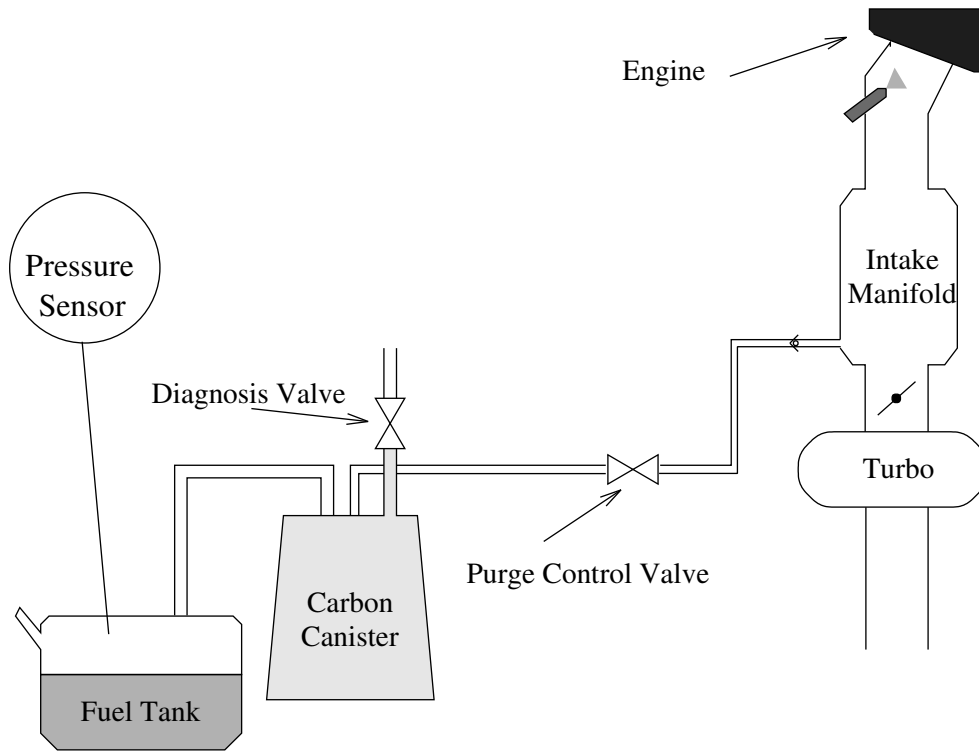 Engine
Pressure
Sensor
Intake
Manifold
Diagnosis Valve
Turbo
Purge Control Valve
Carbon
Canister
Fuel Tank